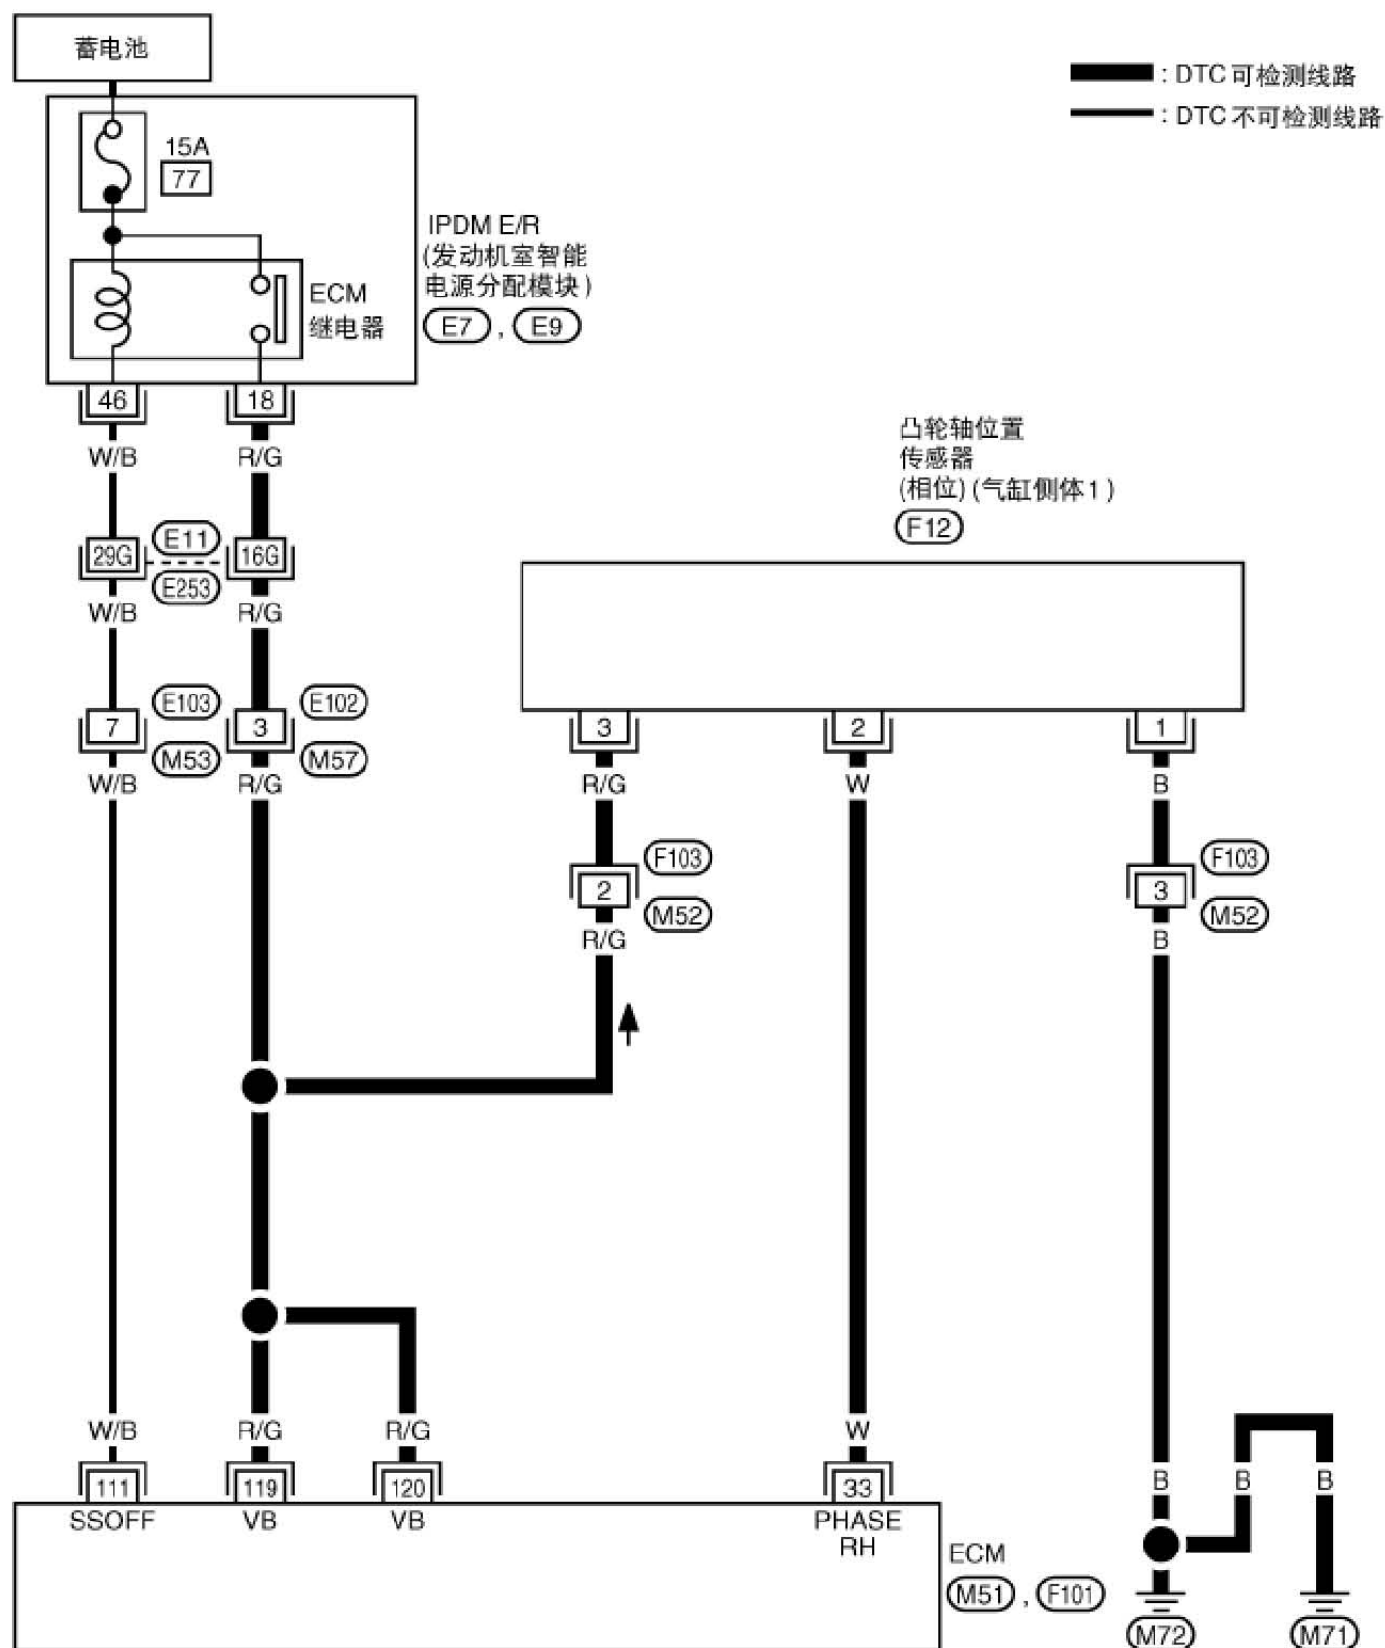 蓄电池
: DTC 可检测线路
: DTC 不可检测线路
15A
77
IPDM E/R
(发动机室智能
电源分配模块)
E7 , E9
ECM
继电器
46 18
W/B R/G
凸轮轴位置
传感器
(相位) (气缸侧体1)
F12
29G E11 16G
E253
W/B R/G
E103 E102
7 3
M53 M57
W/B R/G
3 2 1
R/G W B
F103 F103
2 3
M52 M52
R/G B
W/B R/G R/G W
B B B
111 119 120 33
SSOFF VB VB PHASE
RH
ECM
M51 , F101
M72 M71